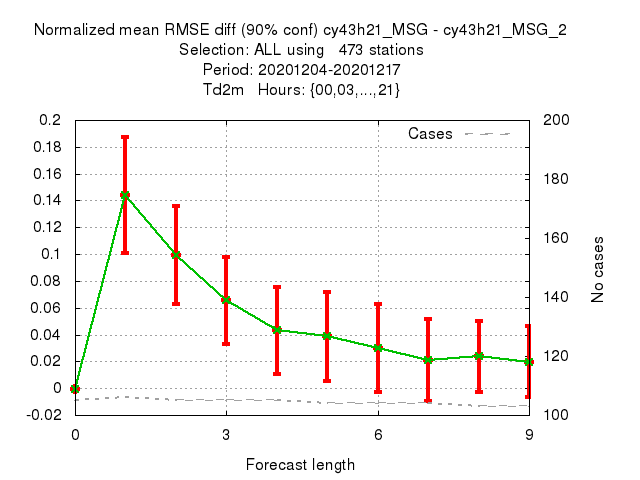 Normalized mean RMSE diff (90% conf) cy43h21_MSG - cy43h21_MSG_2
Selection: ALL using 473 stations
Period: 20201204-20201217
Td2m Hours: {00,03,...,21}
Cases
0.2
0.18
0.16
0.14
0.12
0.1
0.08
0.06
0.04
0.02
0
-0.02
200
180
160
140
120
100
No cases
0 3 6 9
Forecast length